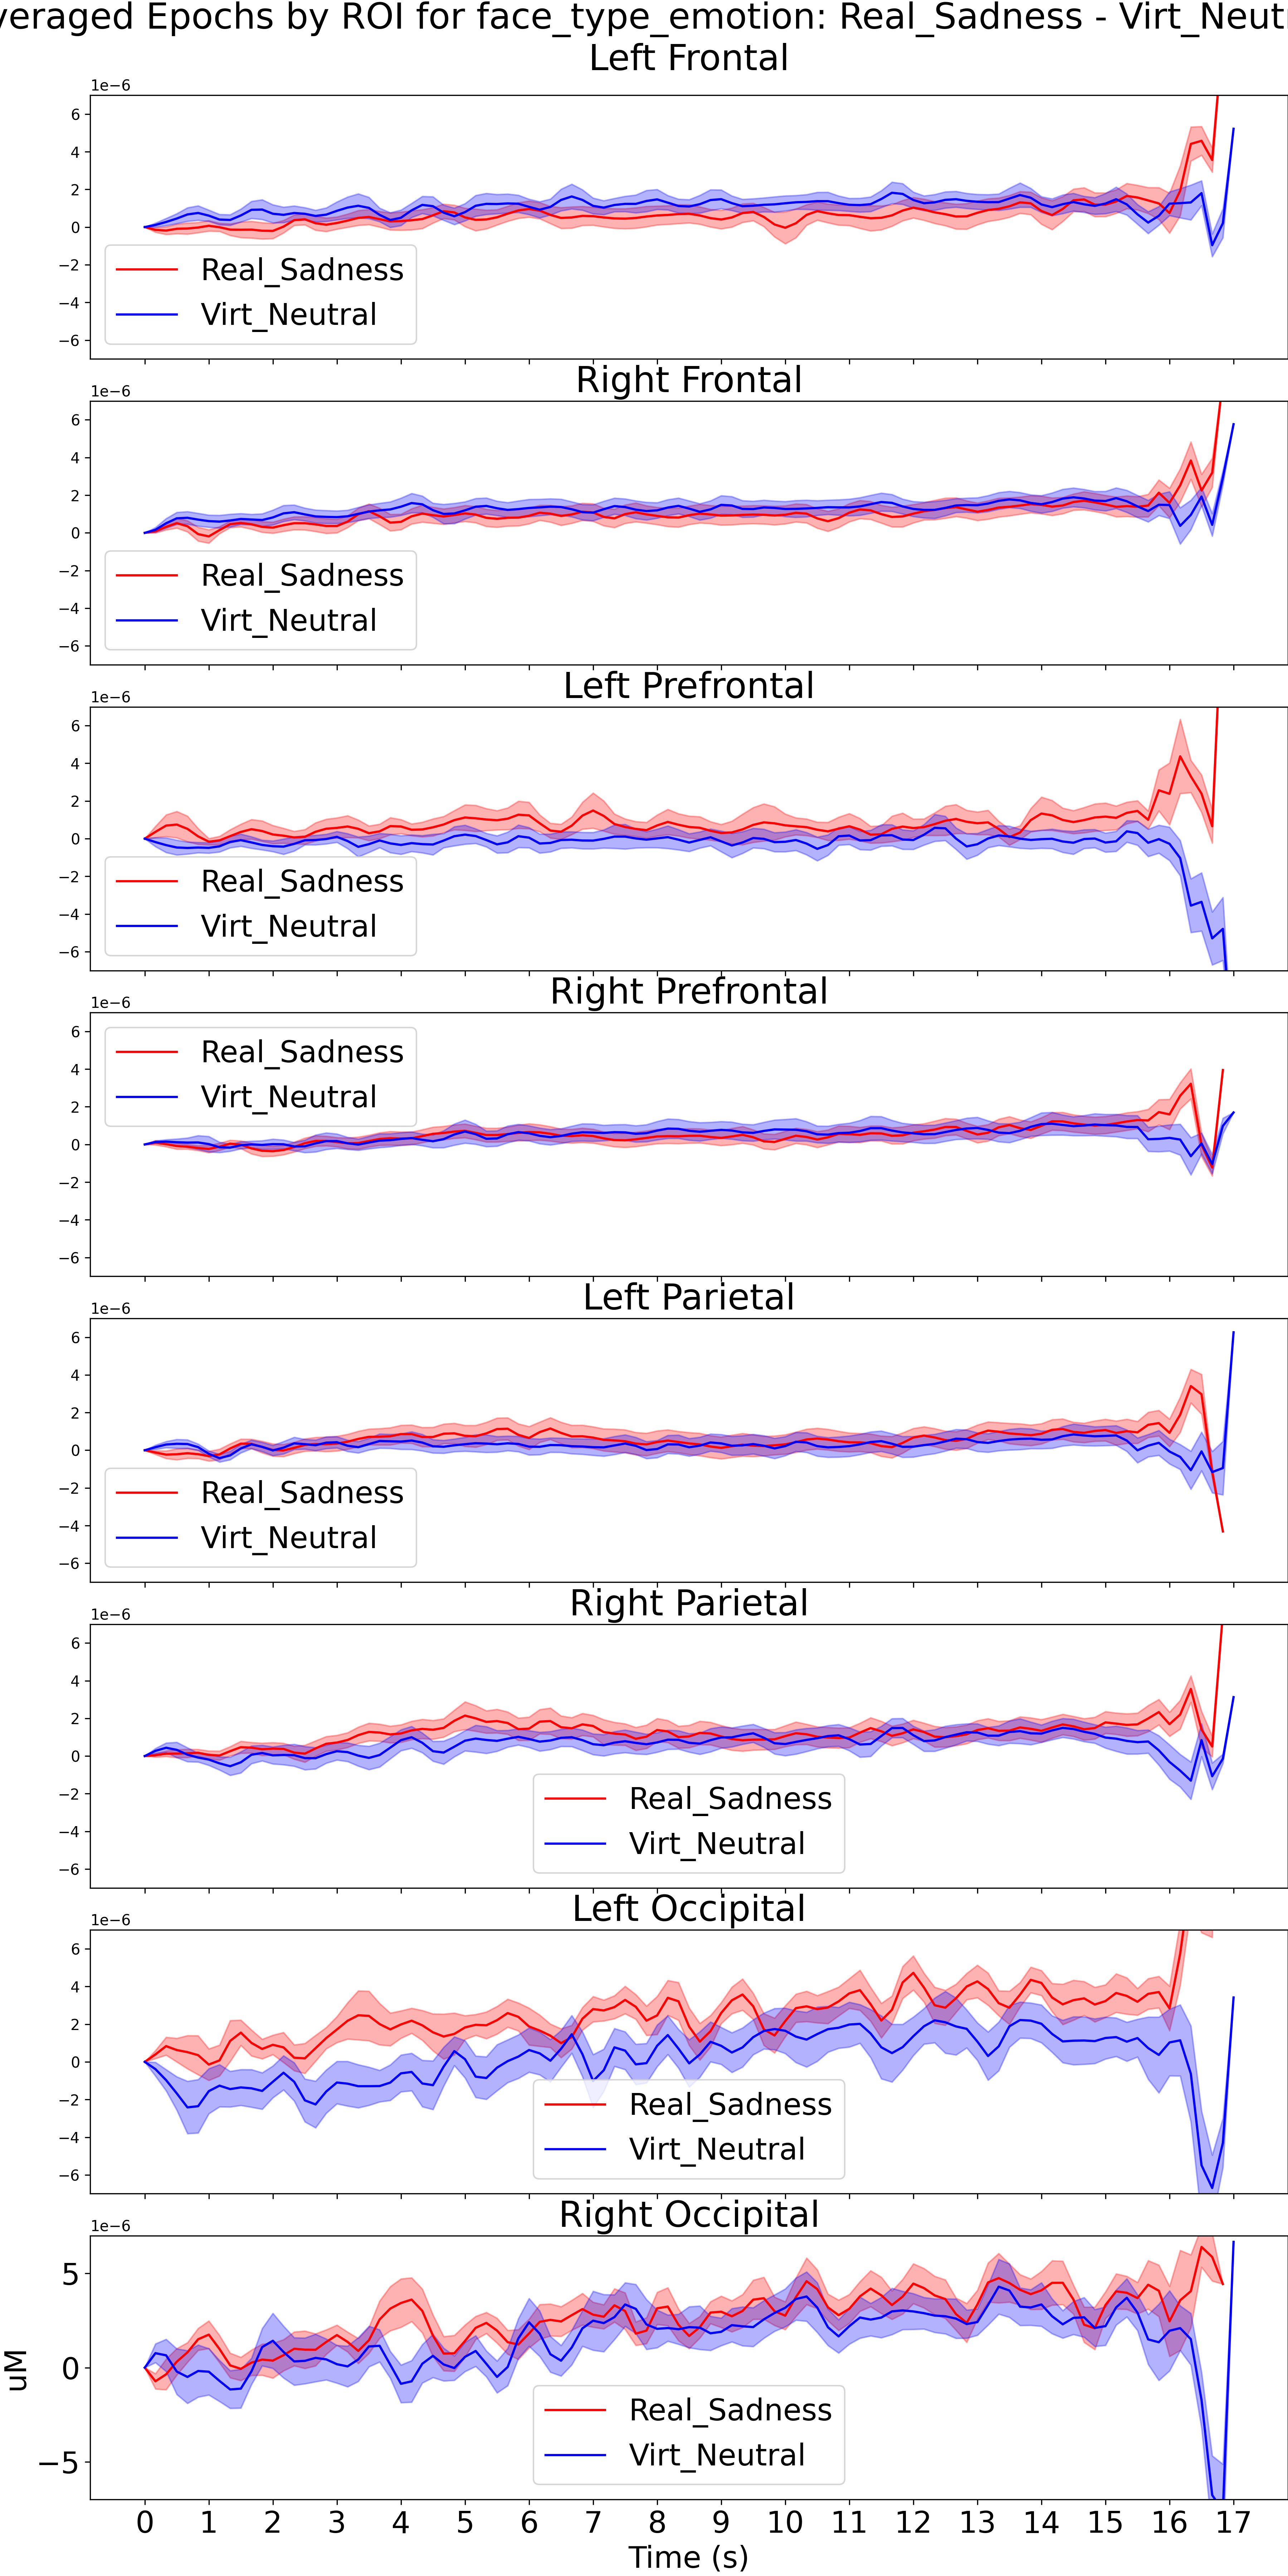 veraged Epochs by ROI for face_type_emotion: Real_Sadness - Virt_Neut
Left Frontal
1e−6
6
4
2
0
−2
−4
−6
Real_Sadness
Virt_Neutral
Right Frontal
1e−6
6
4
2
0
−2
−4
−6
Real_Sadness
Virt_Neutral
Left Prefrontal
1e−6
6
4
2
0
−2
−4
−6
Real_Sadness
Virt_Neutral
Right Prefrontal
1e−6
6
4
2
0
−2
−4
−6
Real_Sadness
Virt_Neutral
Left Parietal
1e−6
6
4
2
0
−2
−4
−6
Real_Sadness
Virt_Neutral
Right Parietal
1e−6
6
4
2
0
−2
−4
−6
Real_Sadness
Virt_Neutral
Left Occipital
1e−6
6
4
2
0
−2
−4
−6
Real_Sadness
Virt_Neutral
Right Occipital
1e−6
5
0
−5
uM
Real_Sadness
Virt_Neutral
0 1 2 3 4 5 6 7 8 9 10 11 12 13 14 15 16 17
Time (s)